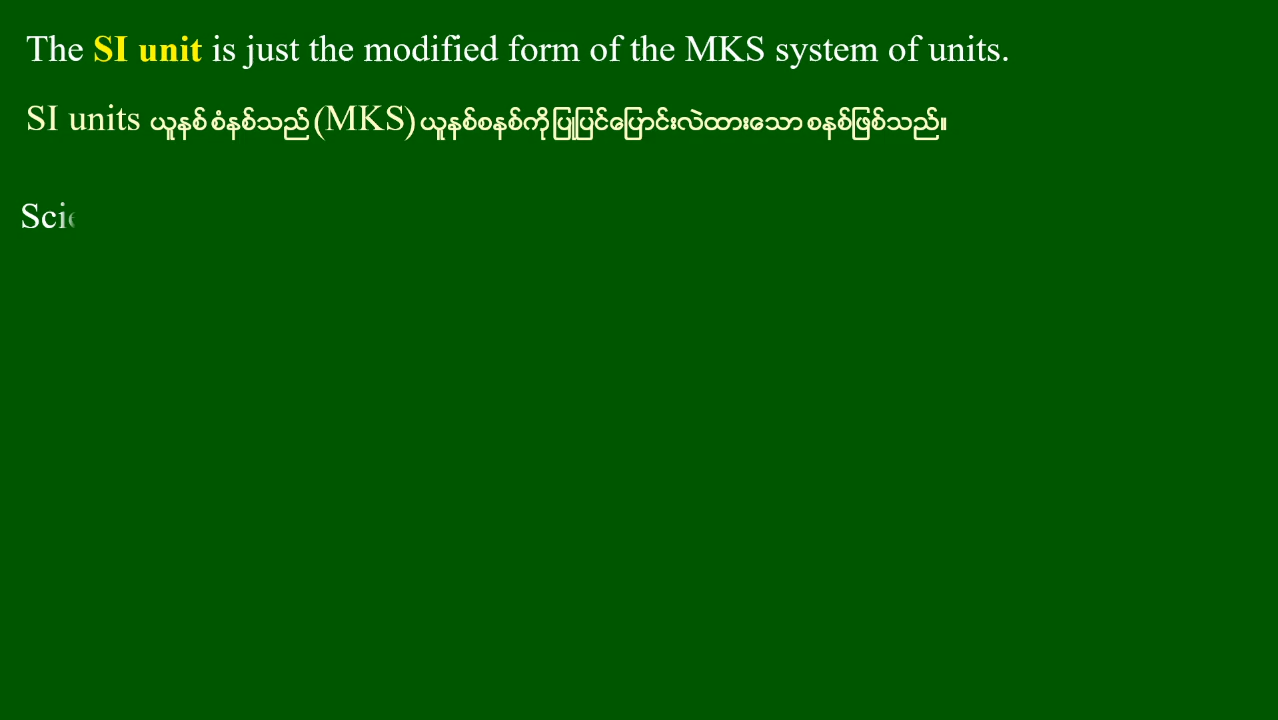 The SI unit is just the modified form of the MKS system of units.
SI units ယူနစ် စံနစ်သည် (MKS) ယူနစ်စနစ်ကို ပြုပြင်ပြောင်းလဲထားသော စနစ်ဖြစ်သည်။
Scie